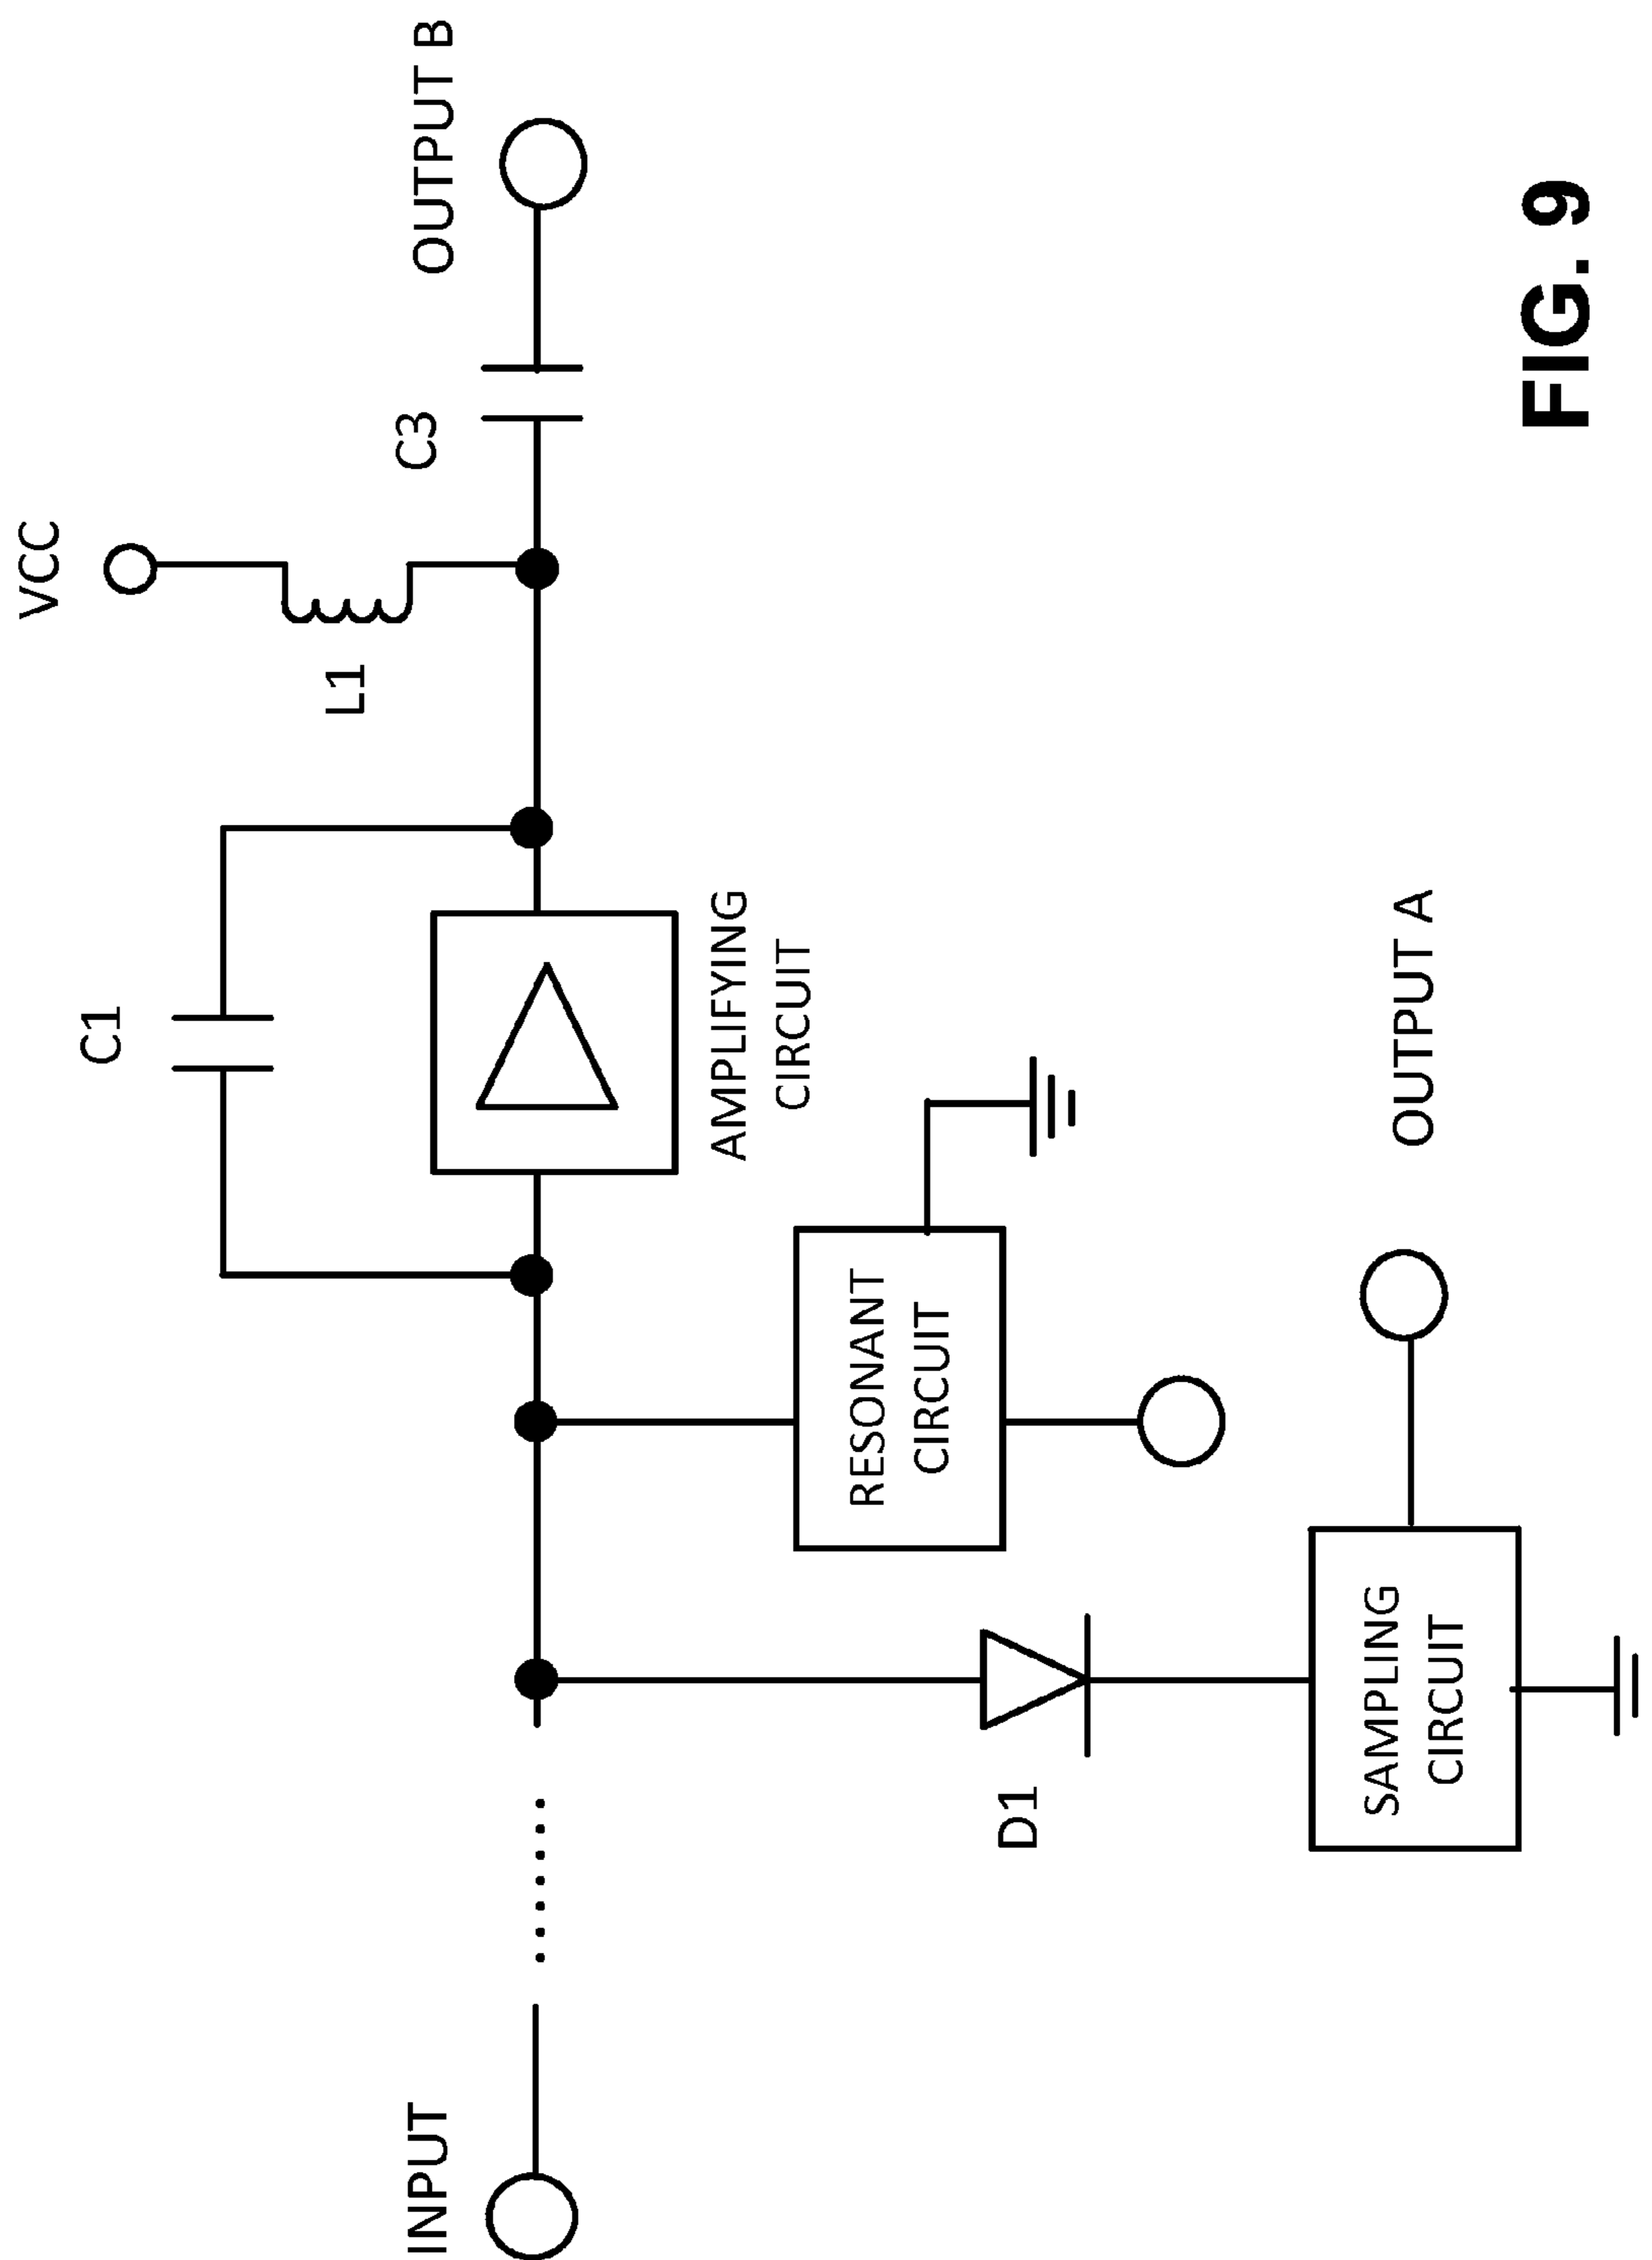 VCC
C1
L1
C3
OUTPUT B
INPUT
AMPLIFYING
CIRCUIT
RESONANT
CIRCUIT
D1
OUTPUT A
SAMPLING
CIRCUIT
FIG. 9